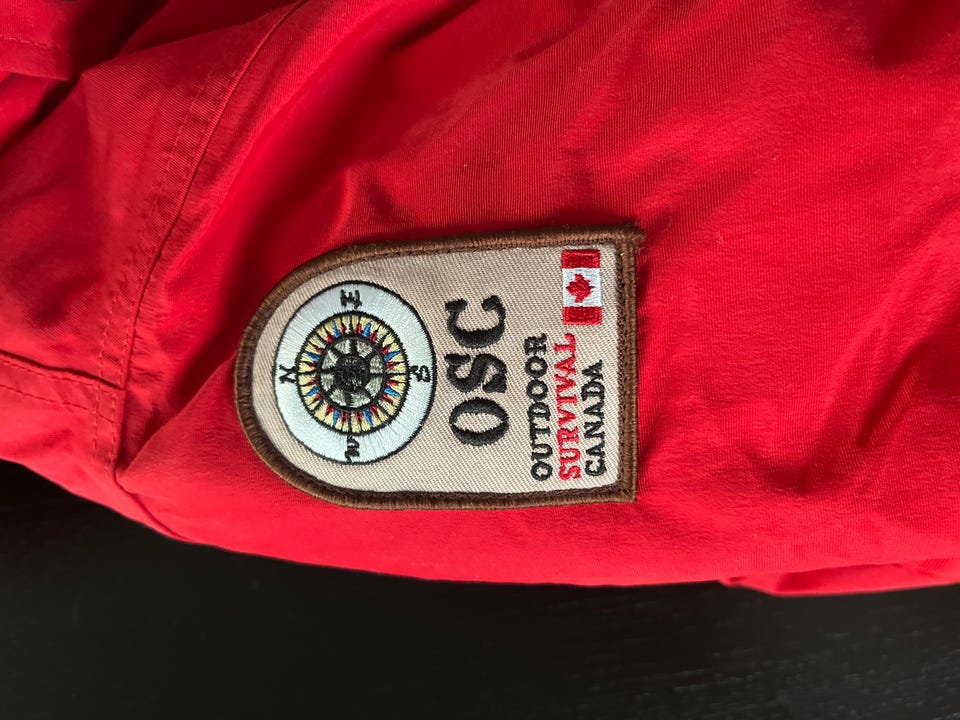 N
W E
S
OSC
OUTDOOR
SURVIVAL
CANADA